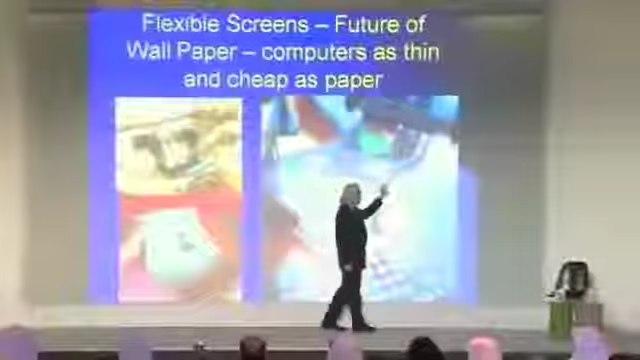 Flexible Screens – Future of
Wall Paper – computers as thin
and cheap as paper